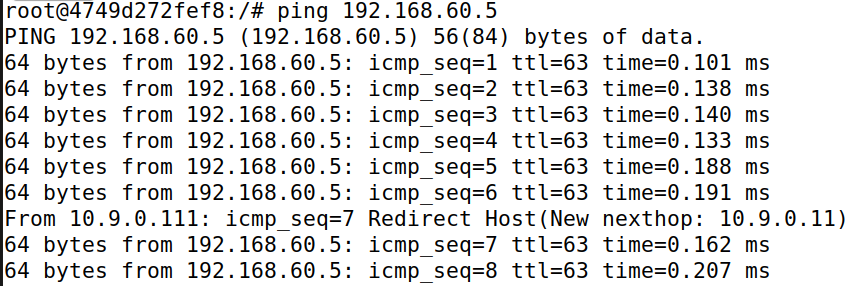 root@4749d272fef8:/# ping 192.168.60.5
PING 192.168.60.5 (192.168.60.5) 56(84) bytes of data.
64 bytes from 192.168.60.5: icmp_seq=1 ttl=63 time=0.101 ms
64 bytes from 192.168.60.5: icmp_seq=2 ttl=63 time=0.138 ms
64 bytes from 192.168.60.5: icmp_seq=3 ttl=63 time=0.140 ms
64 bytes from 192.168.60.5: icmp_seq=4 ttl=63 time=0.133 ms
64 bytes from 192.168.60.5: icmp_seq=5 ttl=63 time=0.188 ms
64 bytes from 192.168.60.5: icmp_seq=6 ttl=63 time=0.191 ms
From 10.9.0.111: icmp_seq=7 Redirect Host(New nexthop: 10.9.0.11)
64 bytes from 192.168.60.5: icmp_seq=7 ttl=63 time=0.162 ms
64 bytes from 192.168.60.5: icmp_seq=8 ttl=63 time=0.207 ms